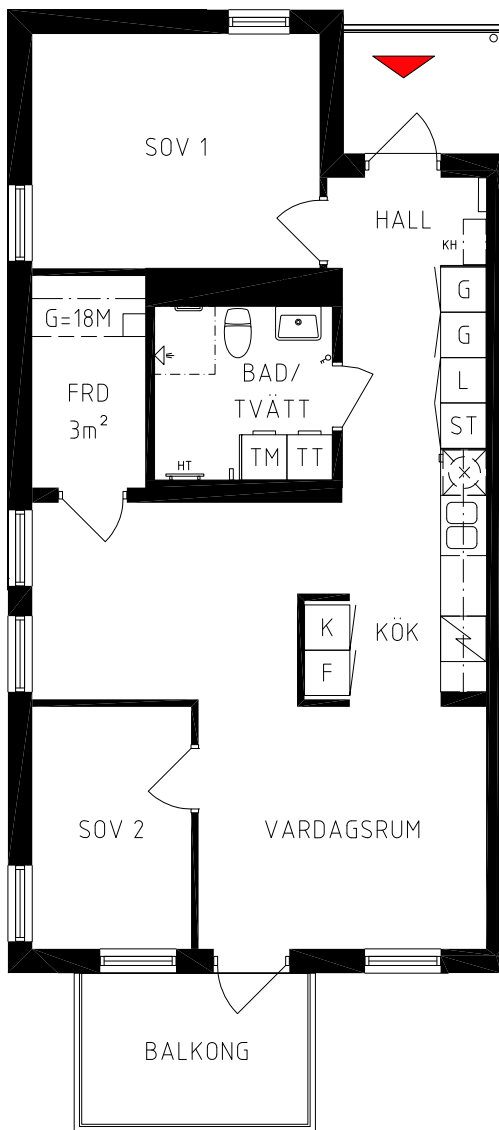 SOV 1
HALL
KH
G
G=18M
G
FRD
3m²
BAD/
TVÄTT
L
ST
HT
TM
TT
K
KÖK
F
SOV 2
VARDAGSRUM
BALKONG